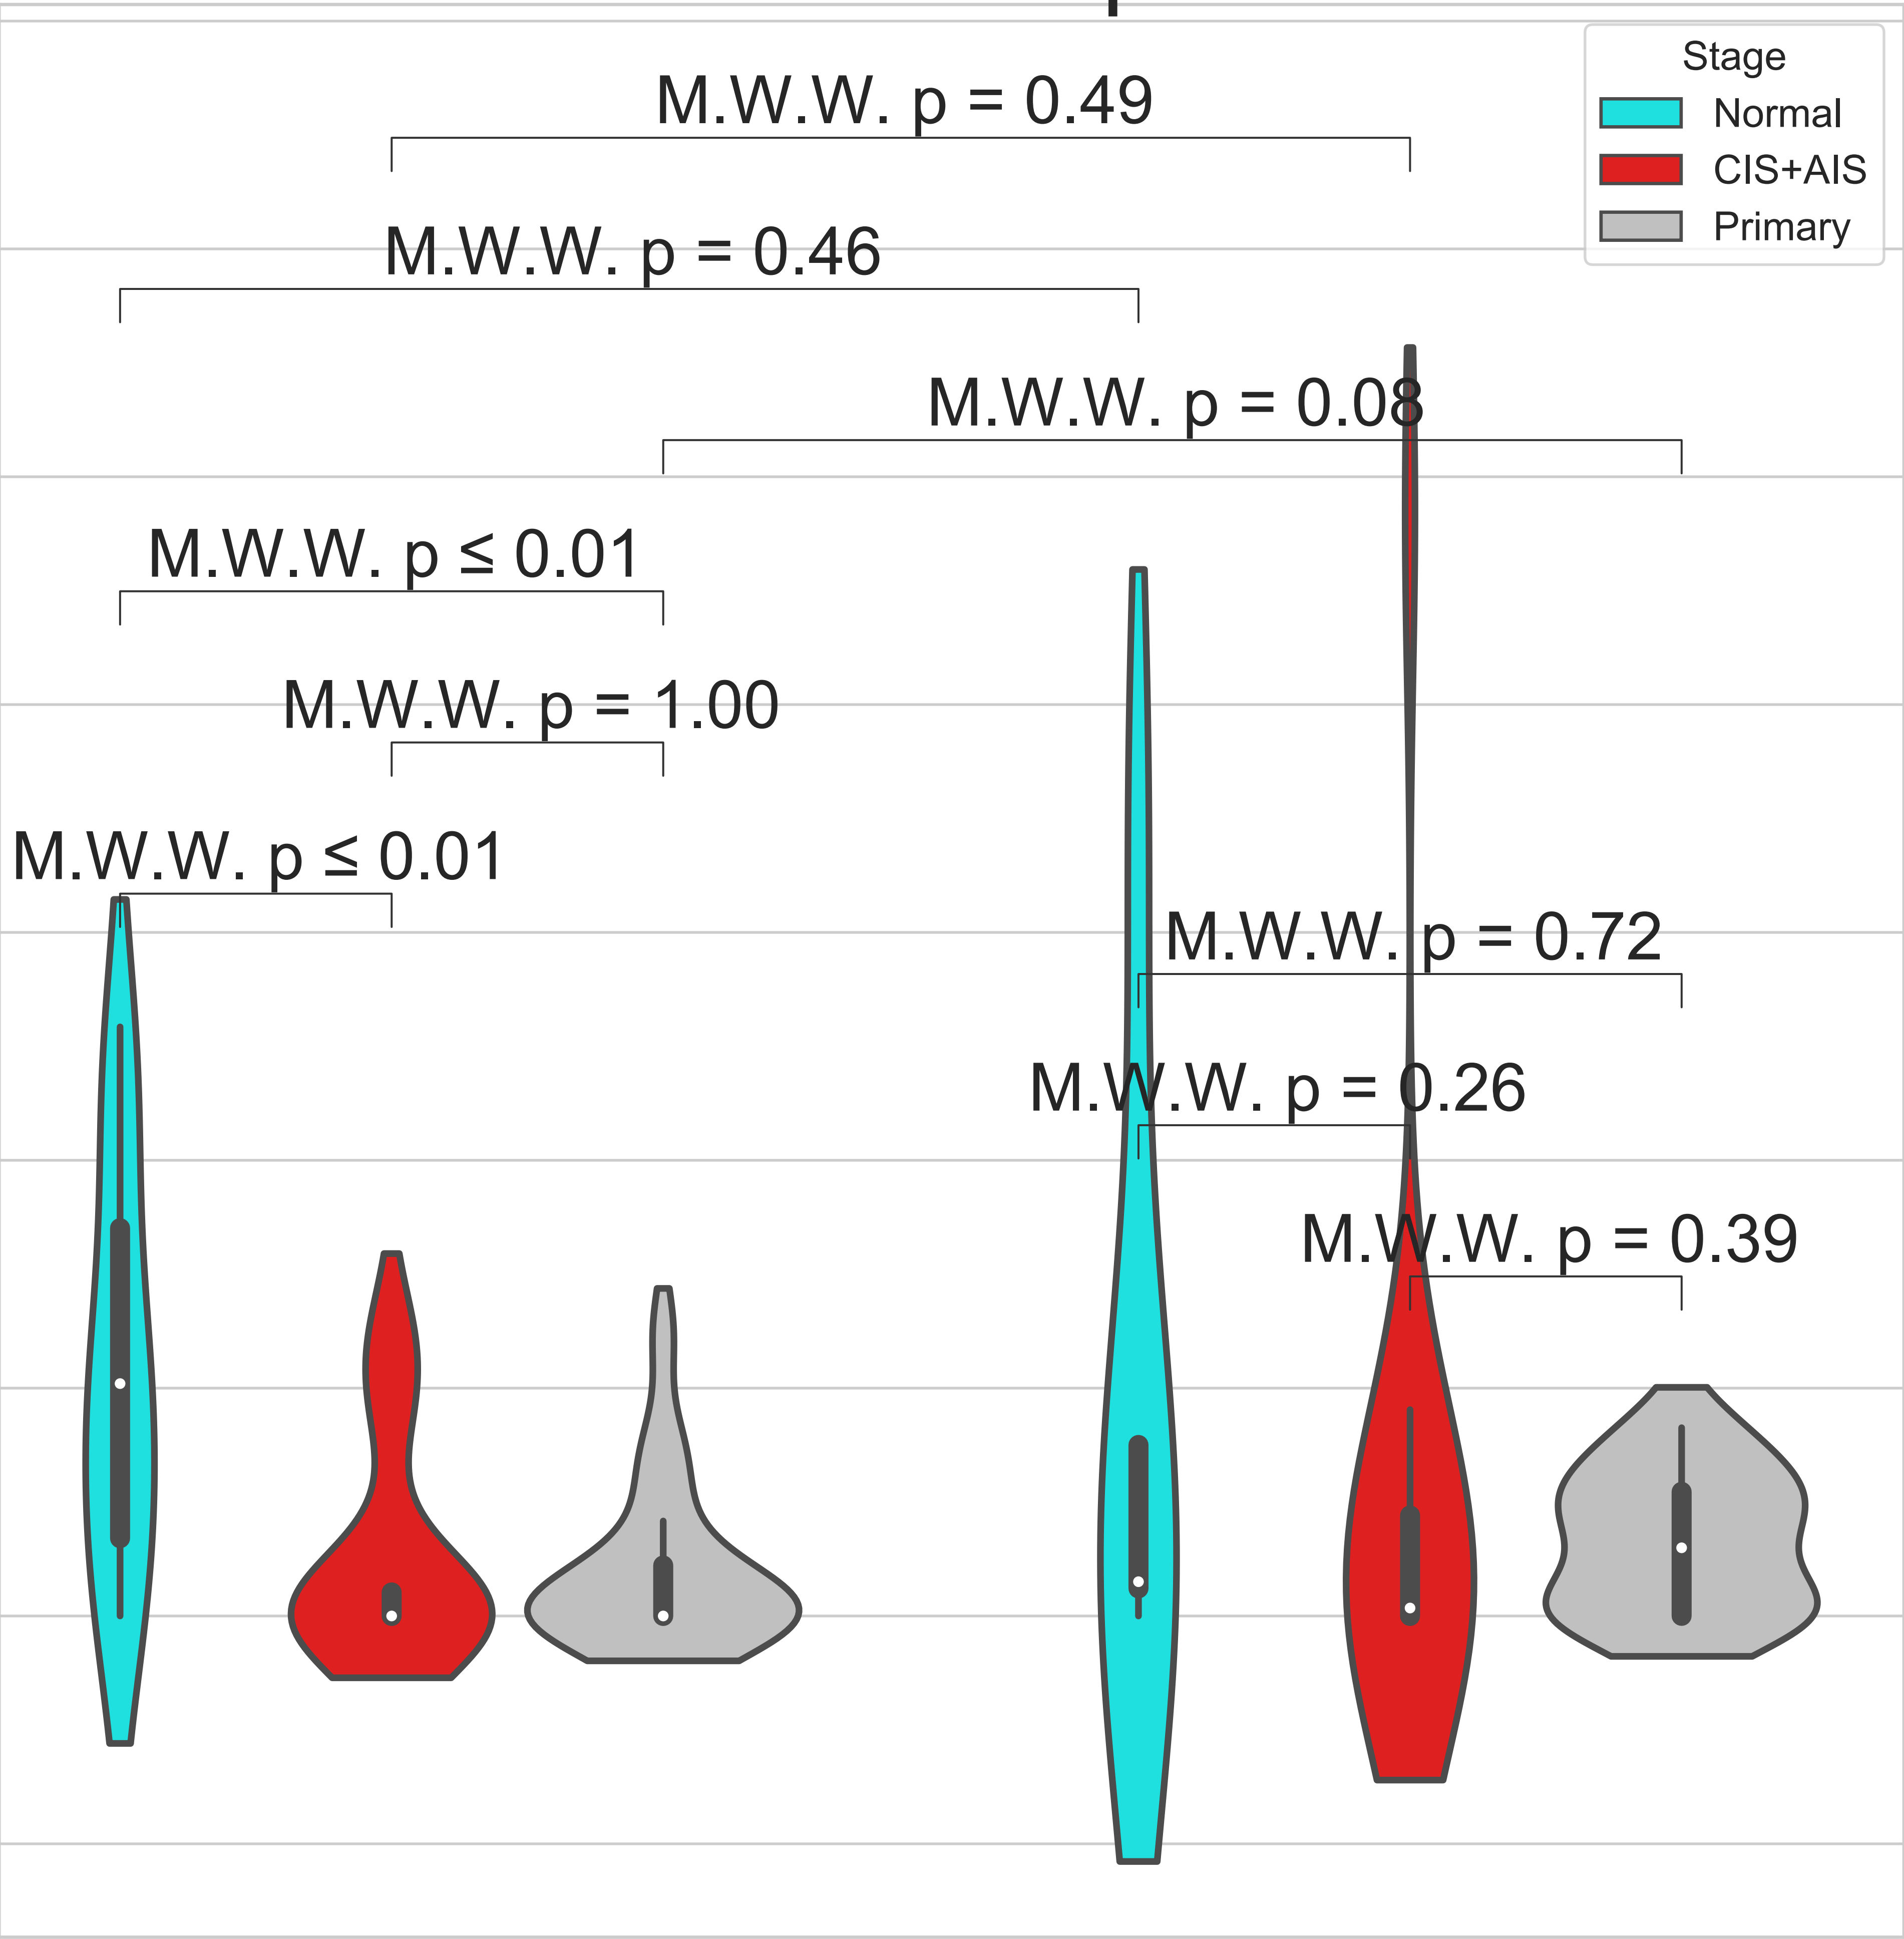 Stage
Normal
CIS+AIS
Primary
M.W.W. p = 0.49
M.W.W. p = 0.46
M.W.W. p = 0.08
M.W.W. p ≤ 0.01
M.W.W. p = 1.00
M.W.W. p ≤ 0.01
M.W.W. p = 0.72
M.W.W. p = 0.26
M.W.W. p = 0.39